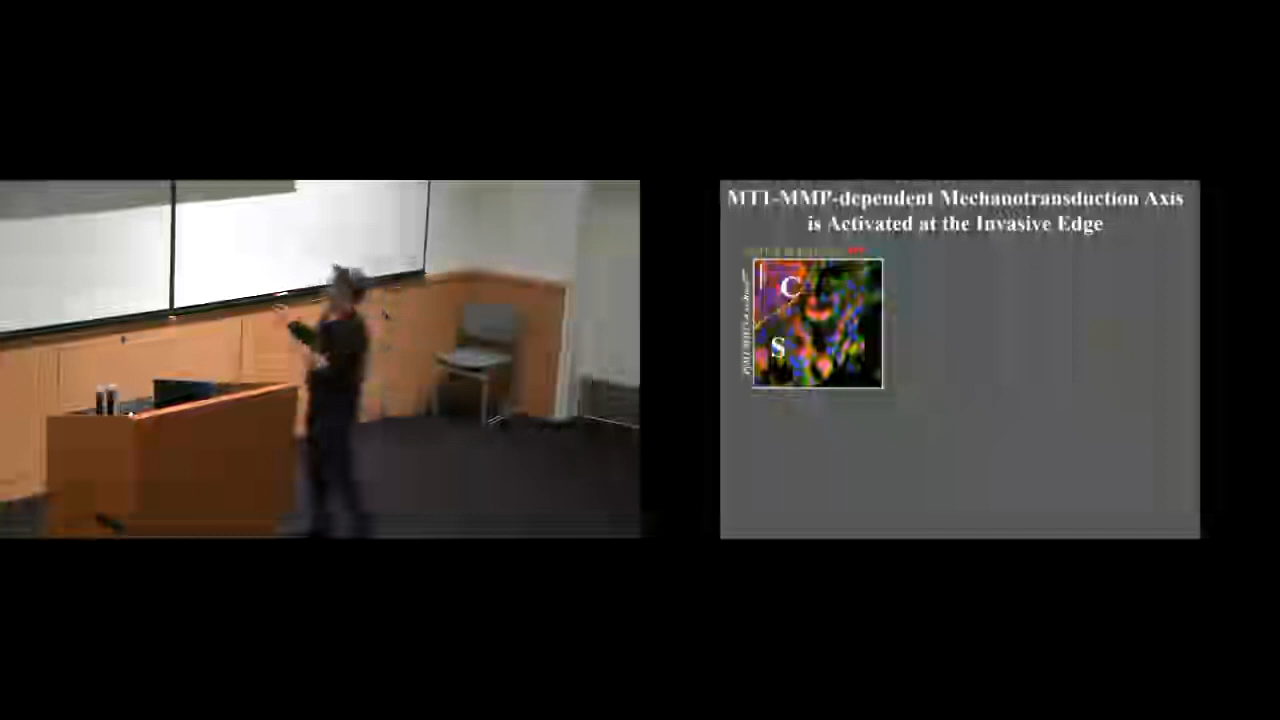 MT1-MMP-dependent Mechanotransduction Axis
is Activated at the Invasive Edge
C
S